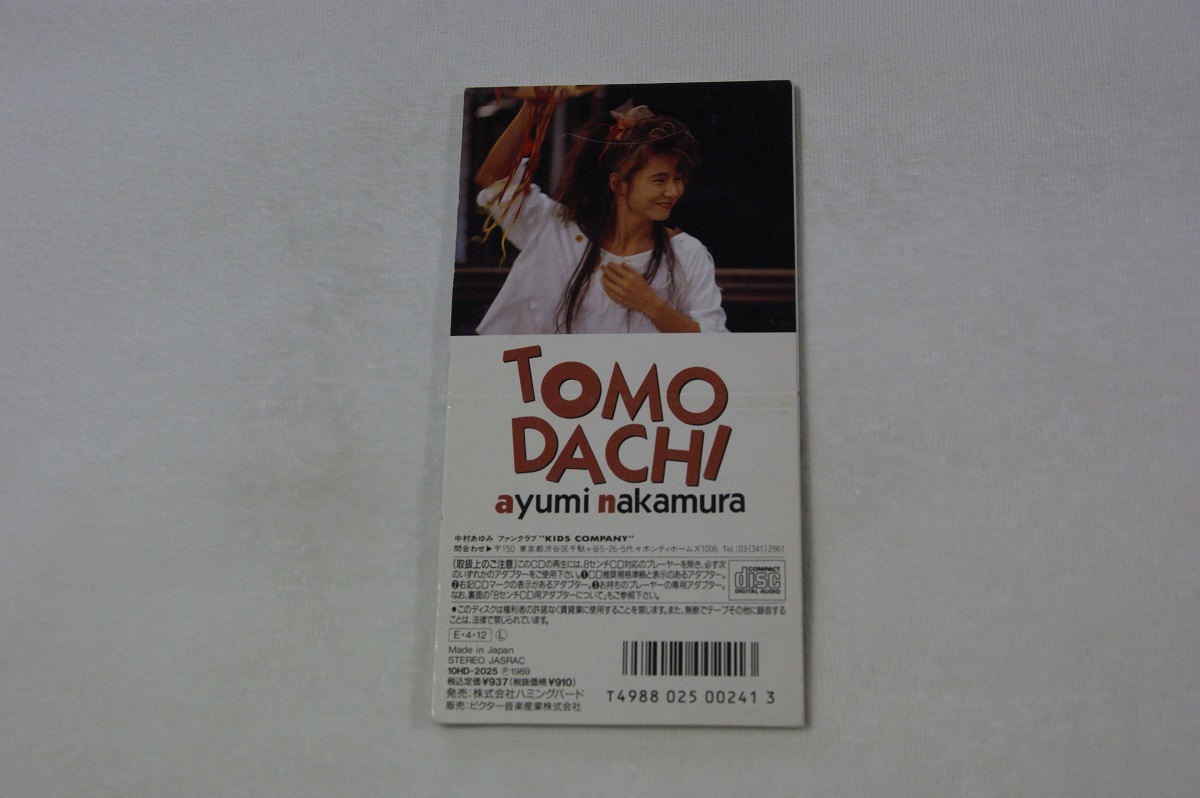 TOMO
DACHI
ayumi nakamura
中村あゆみ ファンクラブ "KIDS COMPANY"
問合わせ▶〒150 東京都渋谷区千駄ヶ谷5-26-5代々木シティホームズ1006 Tel.:03(341)2961
〔取扱上のご注意〕このCDの再生には、8センチCD対応のプレーヤーを除き、必ず次
のいずれかのアダプターをご使用下さい。❶CD推奨規格準拠と表示のあるアダプター。
❷右記CDマークの表示があるアダプター。❸お持ちのプレーヤーの専用アダプター。
なお、裏面の「8センチCD用アダプターについて」もご参照下さい。
COMPACT
disc
DIGITAL AUDIO
●このディスクは権利者の許諾なく賃貸業に使用することを禁じます。また、無断でテープその他に録音する
ことは、法律で禁じられています。
E・4・12 Ⓛ
Made in Japan
STEREO JASRAC
10HD-2025 Ⓟ1989
税込定価¥937(税抜価格¥910)
発売:株式会社ハミングバード
販売:ビクター音楽産業株式会社
T4988 025 00241 3